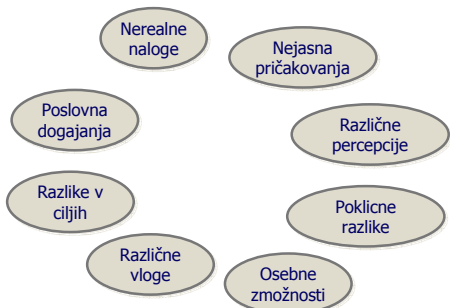 Nerealne
naloge
Nejasna
pričakovanja
Poslovna
dogajanja
Različne
percepcije
Razlike v
ciljih
Poklicne
razlike
Različne
vloge
Osebne
zmožnosti